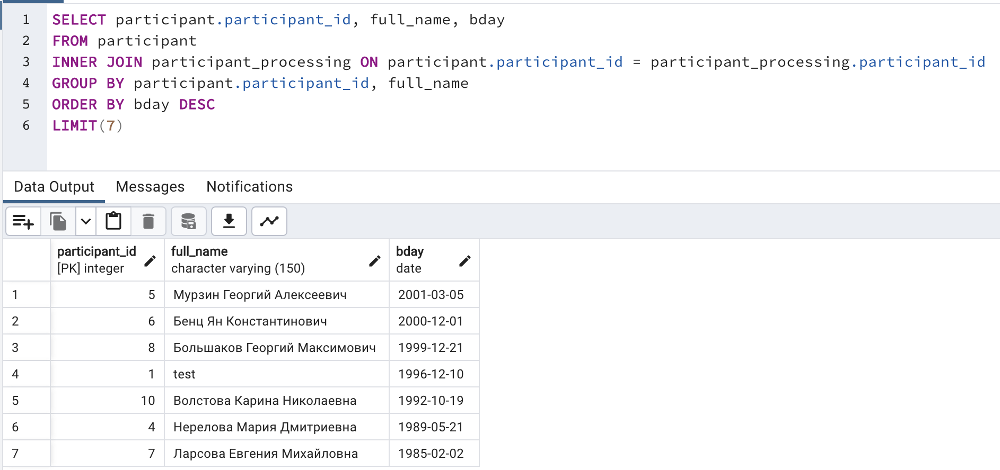 1 SELECT participant.participant_id, full_name, bday
2 FROM participant
3 INNER JOIN participant_processing ON participant.participant_id = participant_processing.participant_id
4 GROUP BY participant.participant_id, full_name
5 ORDER BY bday DESC
6 LIMIT(7)
Data Output Messages Notifications
participant_id full_name bday
[PK] integer character varying (150) date
1 5 Мурзин Георгий Алексеевич 2001-03-05
2 6 Бенц Ян Константинович 2000-12-01
3 8 Большаков Георгий Максимович 1999-12-21
4 1 test 1996-12-10
5 10 Волстова Карина Николаевна 1992-10-19
6 4 Нерелова Мария Дмитриевна 1989-05-21
7 7 Ларсова Евгения Михайловна 1985-02-02